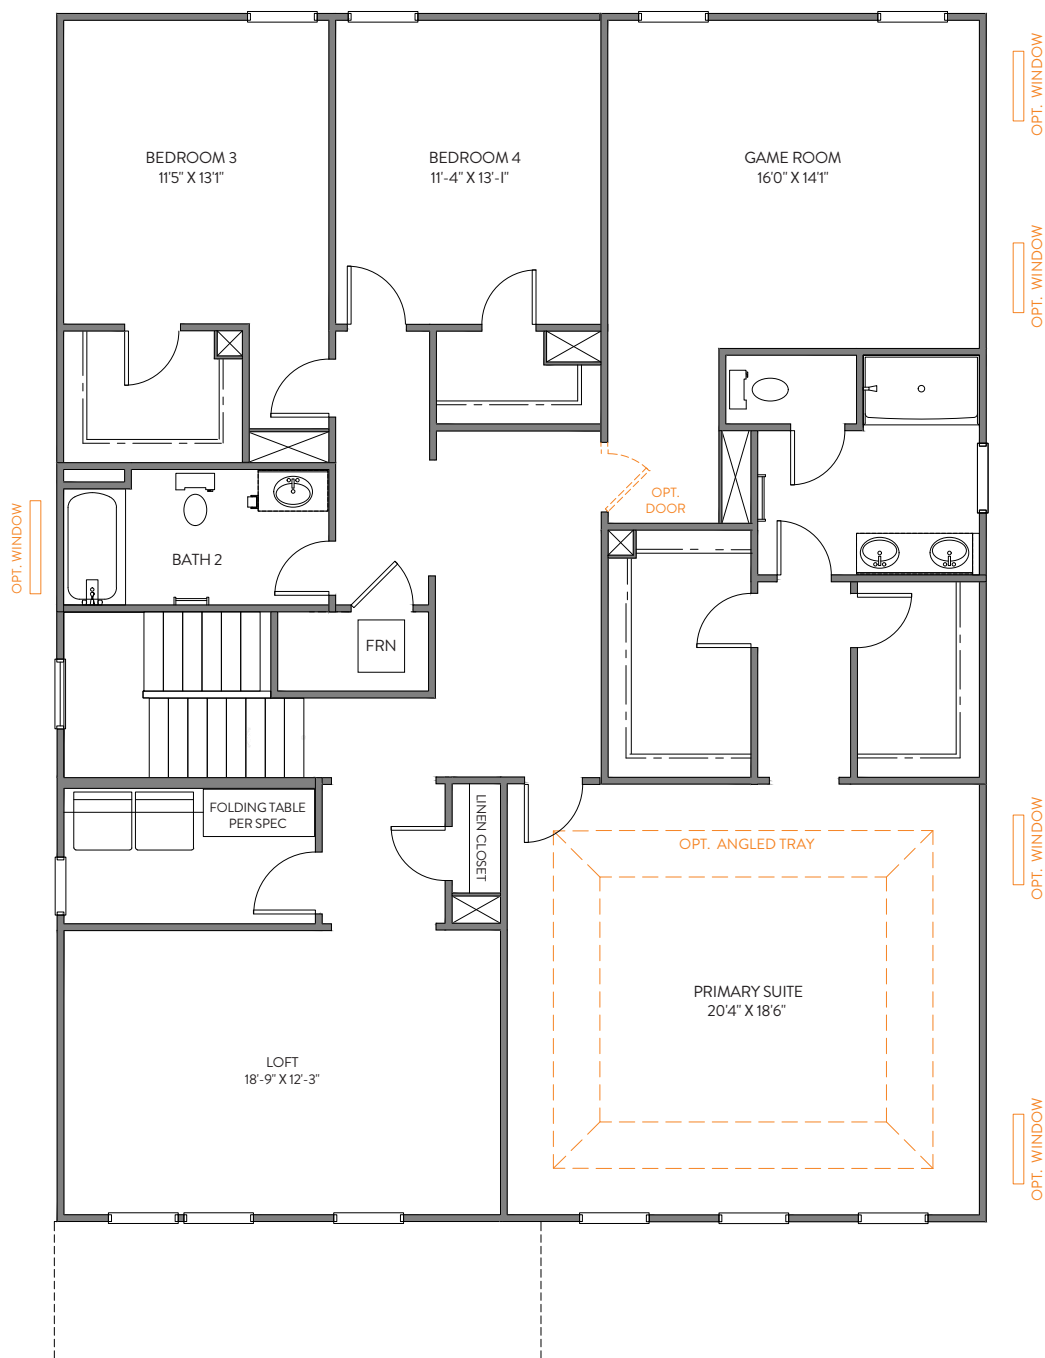 BEDROOM 3
11'5" X 13'1"
BEDROOM 4
11'-4" X 13'-1"
GAME ROOM
16'0" X 14'1"
OPT. WINDOW
OPT. WINDOW
OPT.
DOOR
OPT. WINDOW
BATH 2
FRN
FOLDING TABLE
PER SPEC
LINEN CLOSET
OPT. ANGLED TRAY
OPT. WINDOW
PRIMARY SUITE
20'4" X 18'6"
LOFT
18'-9" X 12'-3"
OPT. WINDOW